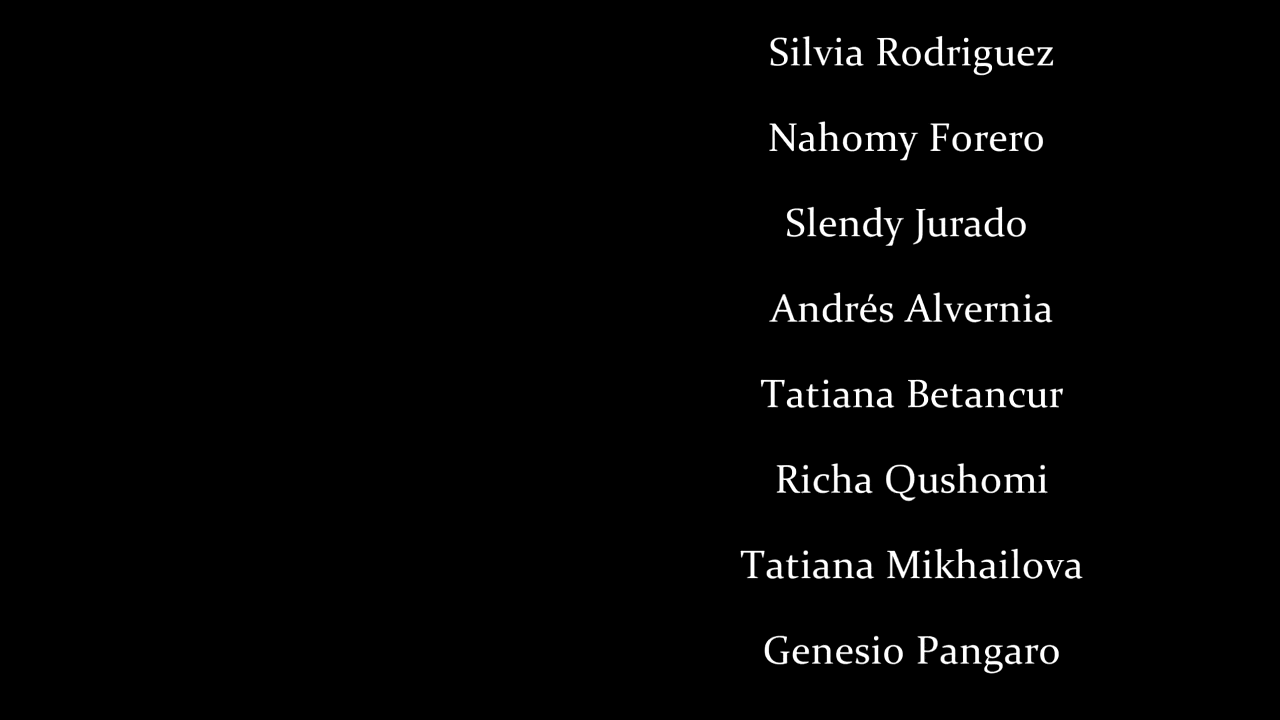 Silvia Rodriguez
Nahomy Forero
Slendy Jurado
Andrés Alvernia
Tatiana Betancur
Richa Qushomi
Tatiana Mikhailova
Genesio Pangaro